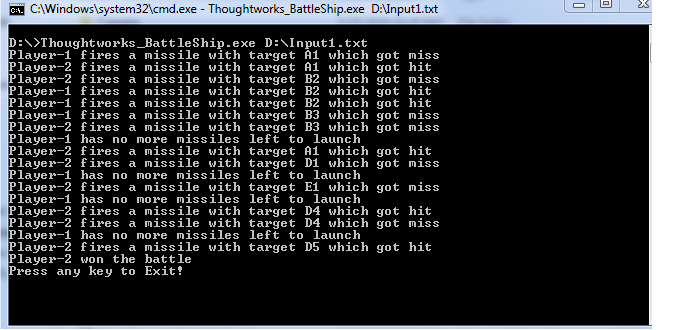 C:\Windows\system32\cmd.exe - Thoughtworks_BattleShip.exe D:\Input1.txt
D:\>Thoughtworks_BattleShip.exe D:\Input1.txt
Player-1 fires a missile with target A1 which got miss
Player-2 fires a missile with target A1 which got hit
Player-2 fires a missile with target B2 which got miss
Player-1 fires a missile with target B2 which got hit
Player-1 fires a missile with target B2 which got hit
Player-1 fires a missile with target B3 which got miss
Player-2 fires a missile with target B3 which got miss
Player-1 has no more missiles left to launch
Player-2 fires a missile with target A1 which got hit
Player-2 fires a missile with target D1 which got miss
Player-1 has no more missiles left to launch
Player-2 fires a missile with target E1 which got miss
Player-1 has no more missiles left to launch
Player-2 fires a missile with target D4 which got hit
Player-2 fires a missile with target D4 which got miss
Player-1 has no more missiles left to launch
Player-2 fires a missile with target D5 which got hit
Player-2 won the battle
Press any key to Exit!